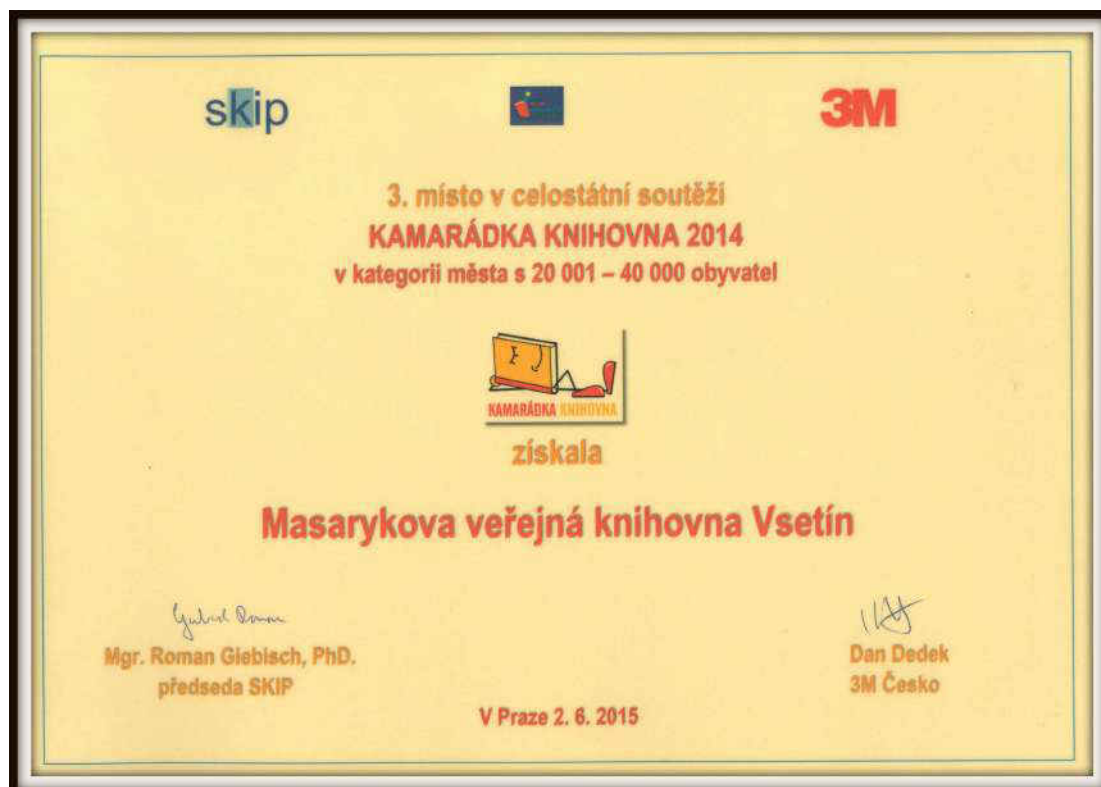 skip
3M
3. místo v celostátní soutěži
KAMARÁDKA KNIHOVNA 2014
v kategorii města s 20 001 – 40 000 obyvatel
KAMARÁDKA KNIHOVNA
získala
Masarykova veřejná knihovna Vsetín
Mgr. Roman Giebisch, PhD.
předseda SKIP
Dan Dedek
3M Česko
V Praze 2. 6. 2015